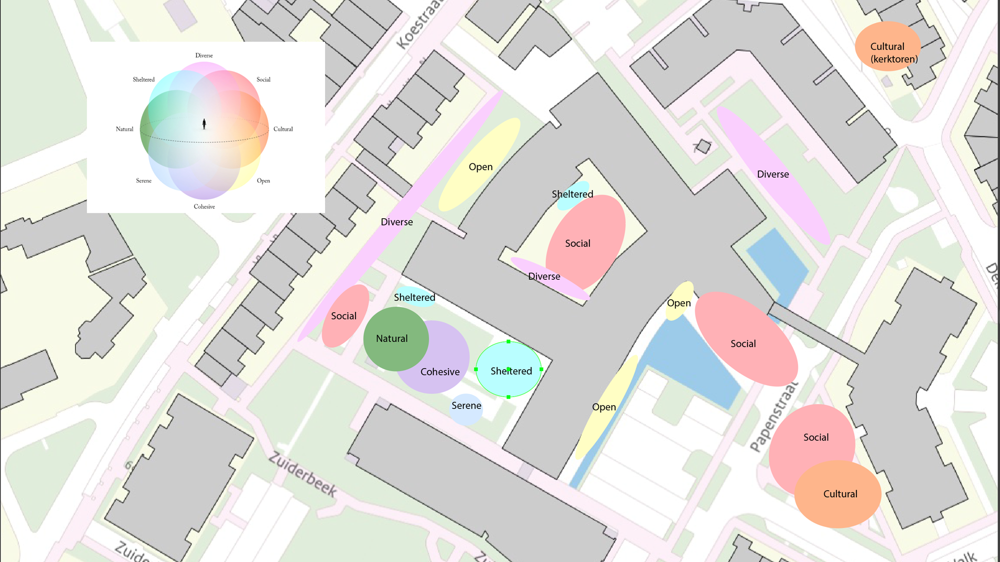 Koestraat
Cultural
(kerktoren)
Diverse
Sheltered
Social
Natural
Cultural
Serene
Open
Cohesive
Open
Diverse
Sheltered
Diverse
Social
Diverse
Sheltered
Open
Social
Natural
Social
Cohesive
Sheltered
Serene
Open
Papenstraat
Social
Zuiderbeek
Cultural